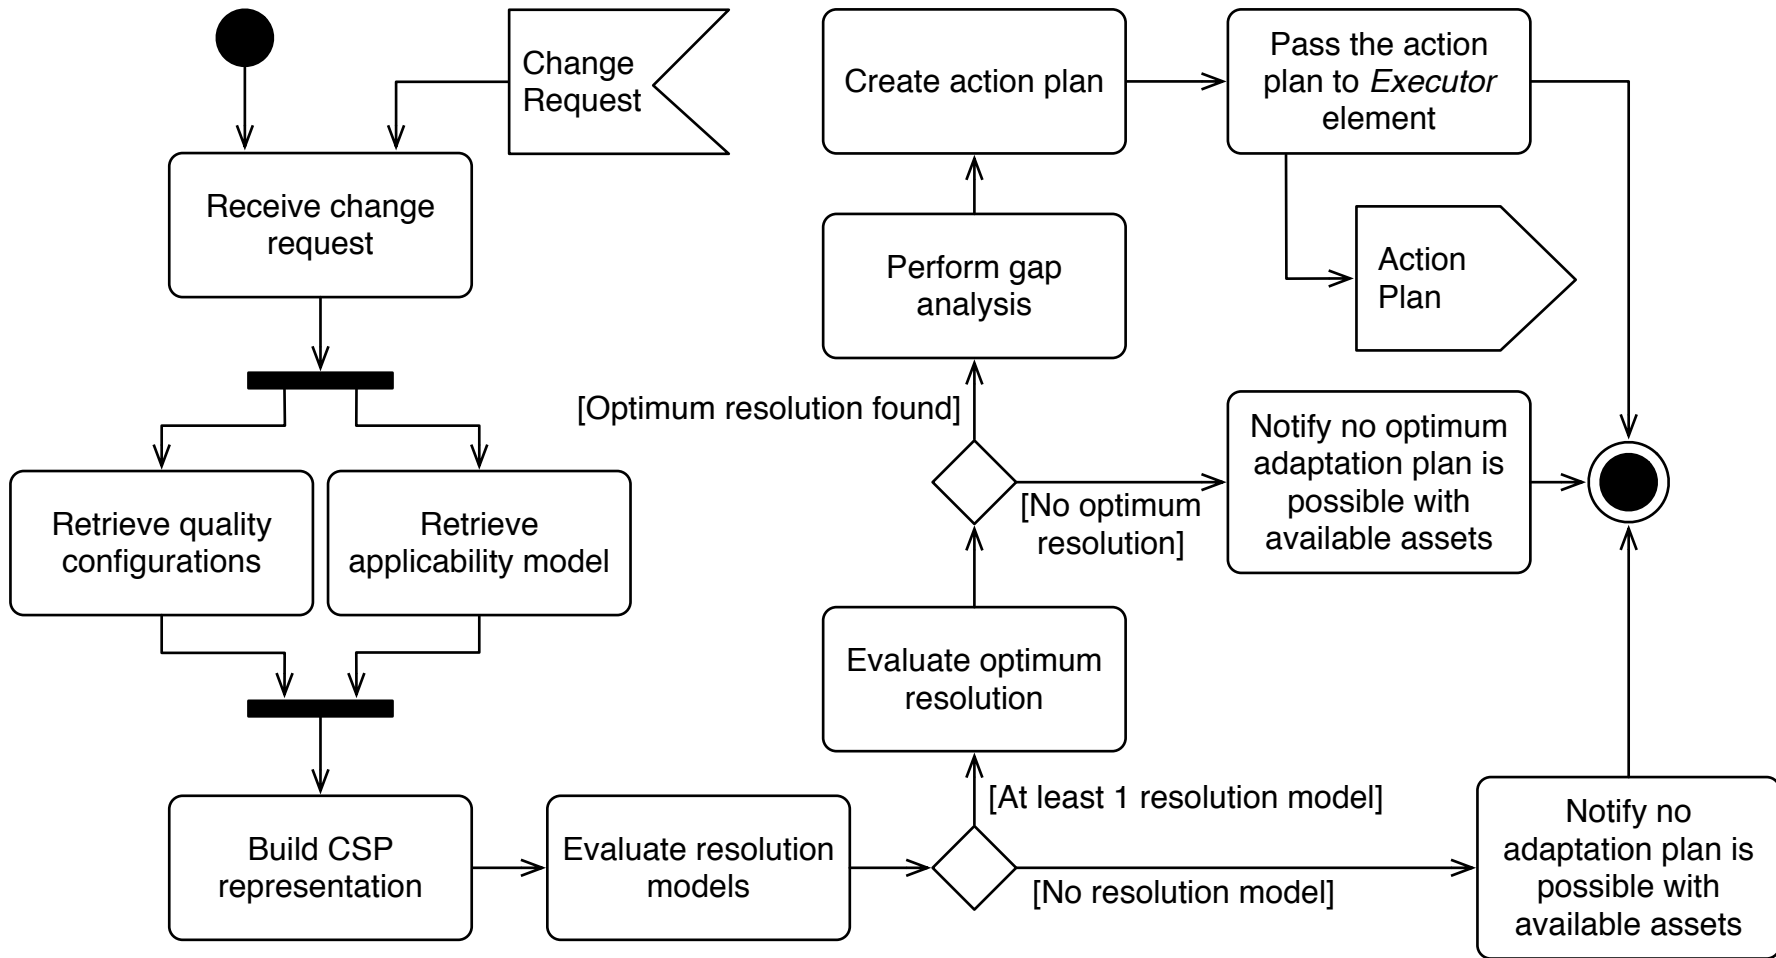 Change
Request
Receive change
request
Retrieve quality
configurations
Retrieve
applicability model
Build CSP
representation
Evaluate resolution
models
[At least 1 resolution model]
[No resolution model]
Notify no
adaptation plan is
possible with
available assets
Evaluate optimum
resolution
[Optimum resolution found]
[No optimum
resolution]
Notify no optimum
adaptation plan is
possible with
available assets
Perform gap
analysis
Create action plan
Pass the action
plan to Executor
element
Action
Plan